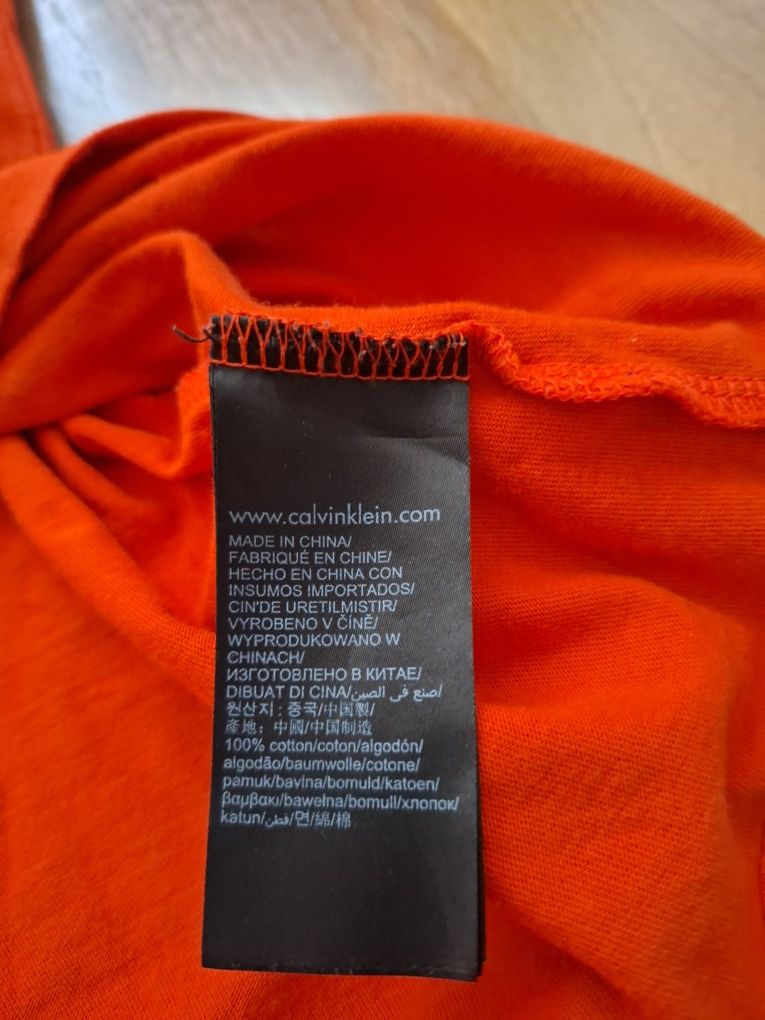 www.calvinklein.com
MADE IN CHINA/
FABRIQUÉ EN CHINE/
HECHO EN CHINA CON
INSUMOS IMPORTADOS/
CIN'DE URETILMISTIR/
VYROBENO V ČÍNĚ/
WYPRODUKOWANO W
CHINACH/
ИЗГОТОВЛЕНО В КИТАЕ/
DIBUAT DI CINA/صنع في الصين/
원산지 : 중국/中国製/
產地：中國/中国制造
100% cotton/coton/algodón/
algodão/baumwolle/cotone/
pamuk/bavlna/bomuld/katoen/
βαμβακι/bawełna/bomull/хлопок/
katun/قطن/면/綿/棉